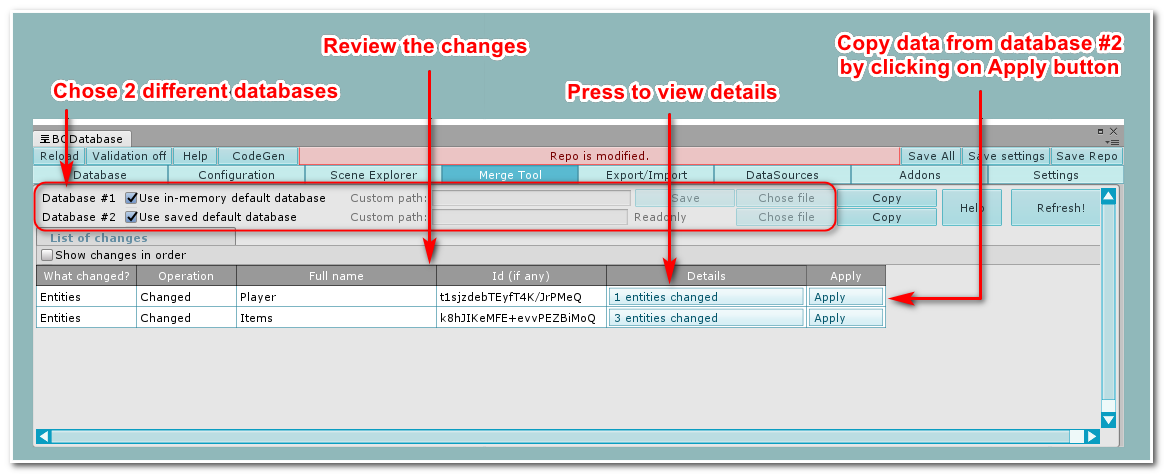 Review the changes
Copy data from database #2
by clicking on Apply button
Chose 2 different databases
Press to view details
BGDatabase
Reload Validation off Help CodeGen Repo is modified. Save All Save settings Save Repo
Database Configuration Scene Explorer Merge Tool Export/Import DataSources Addons Settings
Database #1 Use in-memory default database Custom path: Save Chose file Copy Help Refresh!
Database #2 Use saved default database Custom path: Readonly Chose file Copy
List of changes
Show changes in order
What changed? Operation Full name Id (if any) Details Apply
Entities Changed Player t1sjzdebTEyfT4K/JrPMeQ 1 entities changed Apply
Entities Changed Items k8hJIKeMFE+evvPEZBiMoQ 3 entities changed Apply